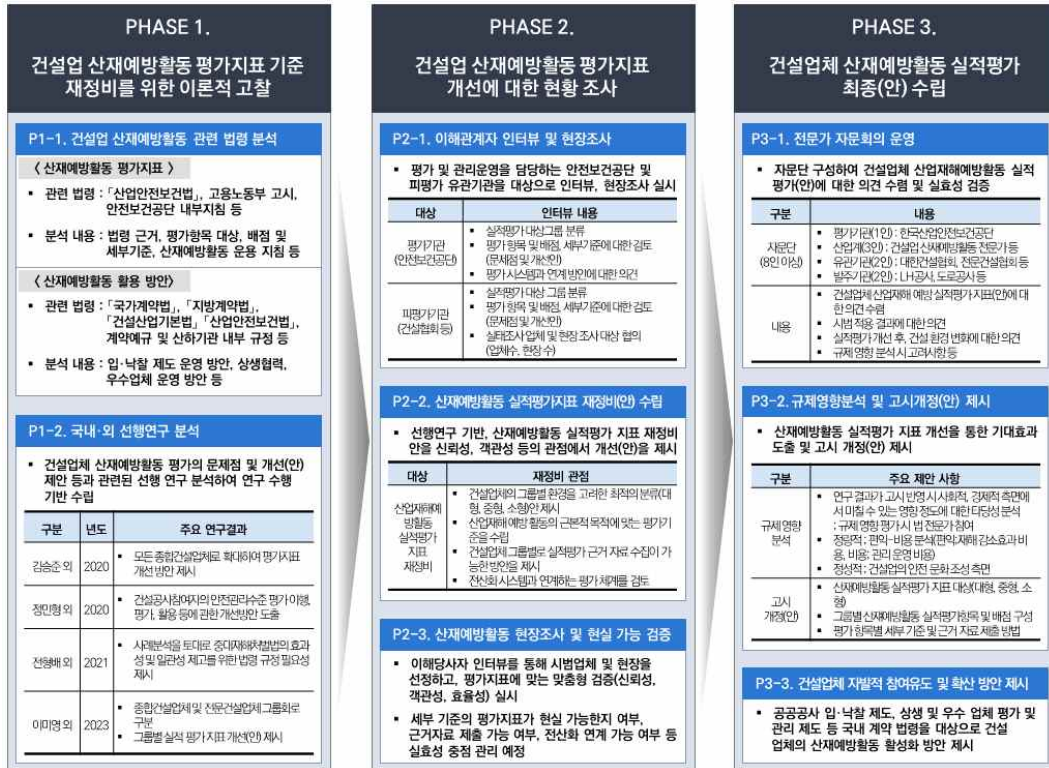 PHASE 1.
건설업 산재예방활동 평가지표 기준
재정비를 위한 이론적 고찰
P1-1. 건설업 산재예방활동 관련 법령 분석
< 산재예방활동 평가지표 >
▪ 관련 법령 : 「산업안전보건법」, 고용노동부 고시,
안전보건공단 내부지침 등
▪ 분석 내용 : 법령 근거, 평가항목 대상, 배점 및
세부기준, 산재예방활동 운용 지침 등
<산재예방활동 활용 방안>
▪ 관련 법령 : 「국가계약법」, 「지방계약법」,
「건설산업기본법」 「산업안전보건법」,
계약예규 및 산하기관 내부 규정 등
▪ 분석 내용 : 입·낙찰 제도 운영 방안, 상생협력,
우수업체 운영 방안 등
P1-2. 국내·외 선행연구 분석
▪ 건설업체 산재예방활동 평가의 문제점 및 개선(안)
제안 등과 관련된 선행 연구 분석하여 연구 수행
기반 수립
구분 년도 주요 연구결과
김승준 외 2020 ▪ 모든 종합건설업체로 확대하여 평가지표
개선 방안 제시
정민형 외 2020 ▪ 건설공사참여자의 안전관리수준 평가 이행,
평가, 활용 등에 관한 개선방안 도출
전형배 외 2021 ▪ 사례분석을 토대로 중대재해처벌법의 효과
성 및 일관성 제고를 위한 법령 규정 필요성
제시
이미영 외 2023 ▪ 종합건설업체 및 전문건설업체 그룹화로
구분
▪ 그룹별 실적 평가 지표 개선(안) 제시
PHASE 2.
건설업 산재예방활동 평가지표
개선에 대한 현황 조사
P2-1. 이해관계자 인터뷰 및 현장조사
▪ 평가 및 관리운영을 담당하는 안전보건공단 및
피평가 유관기관을 대상으로 인터뷰, 현장조사 실시
대상 인터뷰 내용
평가기관
(안전보건공단)
▪ 실적평가 대상그룹 분류
▪ 평가 항목 및 배점, 세부기준에 대한 검토
(문제점 및 개선안)
▪ 평가 시스템과 연계 방안에 대한 의견
피평가기관
(건설협회 등)
▪ 실적평가 대상 그룹 분류
▪ 평가 항목 및 배점, 세부기준에 대한 검토
(문제점 및 개선안)
▪ 실태조사 업체 및 현장 조사 대상 협의
(업체수, 현장 수)
P2-2. 산재예방활동 실적평가지표 재정비(안) 수립
▪ 선행연구 기반, 산재예방활동 실적평가 지표 재정비
안을 신뢰성, 객관성 등의 관점에서 개선(안)을 제시
대상 재정비 관점
산업재해예
방활동
실적평가
지표
재정비
▪ 건설업체의 그룹별 환경을 고려한 최적의 분류(대
형, 중형, 소형)안 제시
▪ 산업재해 예방 활동의 근본적 목적에 맞는 평가기
준을 수립
▪ 건설업체 그룹별로 실적평가 근거 자료 수집이 가
능한 방안을 제시
▪ 전산화 시스템과 연계하는 평가 체계를 검토
P2-3. 산재예방활동 현장조사 및 현실 가능 검증
▪ 이해당사자 인터뷰를 통해 시범업체 및 현장을
선정하고, 평가지표에 맞는 맞춤형 검증(신뢰성,
객관성, 효율성) 실시
▪ 세부 기준의 평가지표가 현실 가능한지 여부,
근거자료 제출 가능 여부, 전산화 연계 가능 여부 등
실효성 중점 관리 예정
PHASE 3.
건설업체 산재예방활동 실적평가
최종(안) 수립
P3-1. 전문가 자문회의 운영
▪ 자문단 구성하여 건설업체 산업재해예방활동 실적
평가(안)에 대한 의견 수렴 및 실효성 검증
구분 내용
자문단
(8인 이상)
▪ 평가기관(1인) : 한국산업안전보건공단
▪ 산업계(3인) : 건설업 산재예방활동 전문가 등
▪ 유관기관(2인) : 대한건설협회, 전문건설협회 등
▪ 발주기관(2인) : LH공사, 도로공사 등
내용
▪ 건설업체 산업재해 예방 실적평가 지표(안)에 대
한 의견 수렴
▪ 시범 적용 결과에 대한 의견
▪ 실적평가 개선 후, 건설 환경 변화에 대한 의견
▪ 규제 영향 분석 시 고려사항 등
P3-2. 규제영향분석 및 고시개정(안) 제시
▪ 산재예방활동 실적평가 지표 개선을 통한 기대효과
도출 및 고시 개정(안) 제시
구분 주요 제안 사항
규제 영향
분석
▪ 연구 결과가 고시 반영 시 사회적, 경제적 측면에
서 미칠 수 있는 영향 정도에 대한 타당성 분석
: 규제 영향 평가 시 법 전문가 참여
▪ 정량적 : 편익-비용 분석(편익:재해 감소효과 비
용, 비용: 관리 운영 비용)
▪ 정성적 : 건설업의 안전 문화 조성 측면
고시
개정(안)
▪ 산재예방활동 실적평가 지표 대상(대형, 중형, 소
형)
▪ 그룹별 산재예방활동 실적평가항목 및 배점 구성
▪ 평가 항목별 세부 기준 및 근거 자료 제출 방법
P3-3. 건설업체 자발적 참여유도 및 확산 방안 제시
▪ 공공공사 입·낙찰 제도, 상생 및 우수 업체 평가 및
관리 제도 등 국내 계약 법령을 대상으로 건설
업체의 산재예방활동 활성화 방안 제시